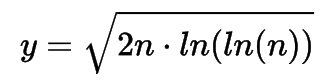 y = √2n · ln(ln(n))